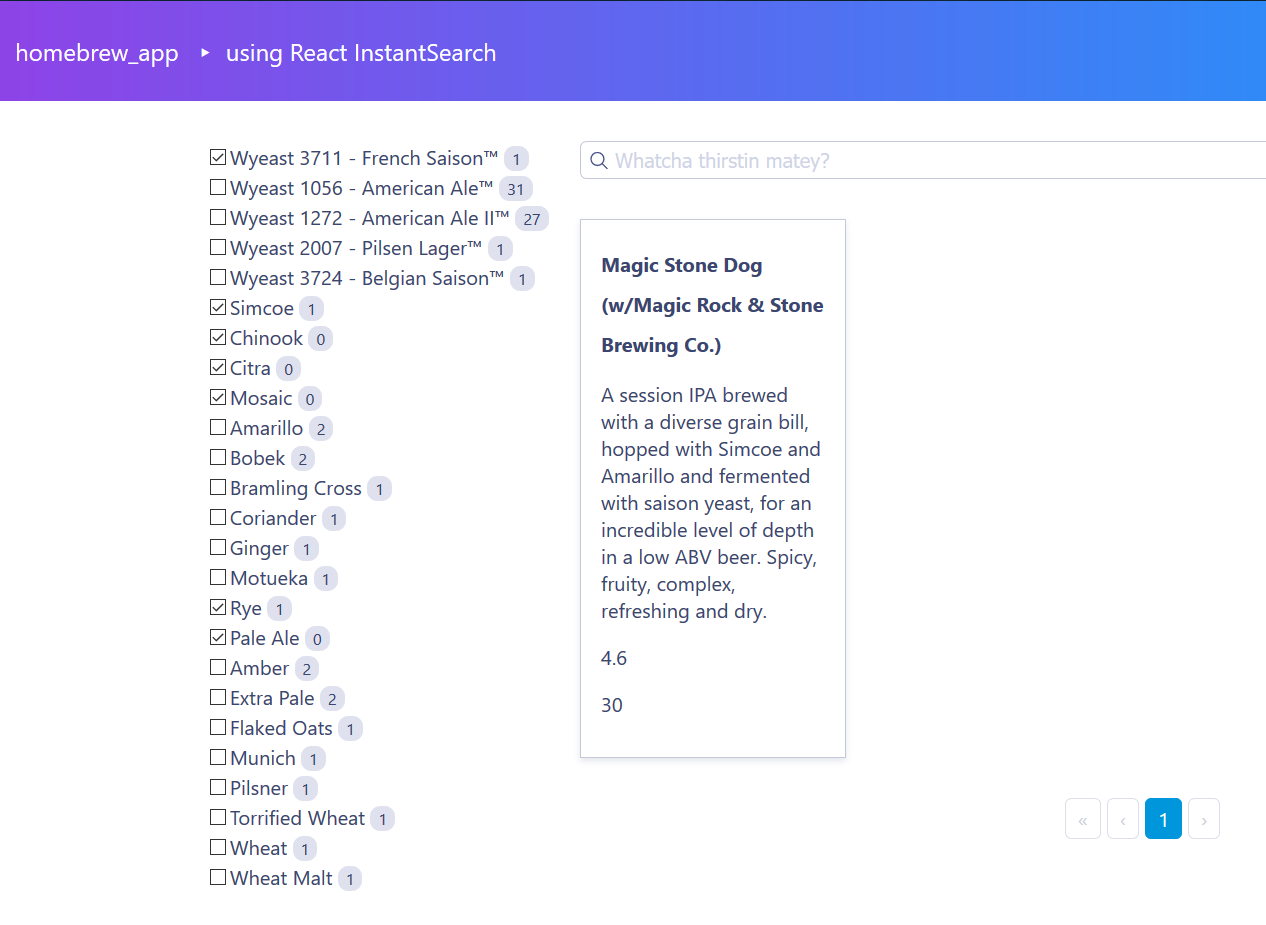 homebrew_app ‣ using React InstantSearch
Wyeast 3711 - French Saison™ 1
Wyeast 1056 - American Ale™ 31
Wyeast 1272 - American Ale II™ 27
Wyeast 2007 - Pilsen Lager™ 1
Wyeast 3724 - Belgian Saison™ 1
Simcoe 1
Chinook 0
Citra 0
Mosaic 0
Amarillo 2
Bobek 2
Bramling Cross 1
Coriander 1
Ginger 1
Motueka 1
Rye 1
Pale Ale 0
Amber 2
Extra Pale 2
Flaked Oats 1
Munich 1
Pilsner 1
Torrified Wheat 1
Wheat 1
Wheat Malt 1
Whatcha thirstin matey?
Magic Stone Dog
(w/Magic Rock & Stone
Brewing Co.)
A session IPA brewed
with a diverse grain bill,
hopped with Simcoe and
Amarillo and fermented
with saison yeast, for an
incredible level of depth
in a low ABV beer. Spicy,
fruity, complex,
refreshing and dry.
4.6
30
« ‹ 1 ›